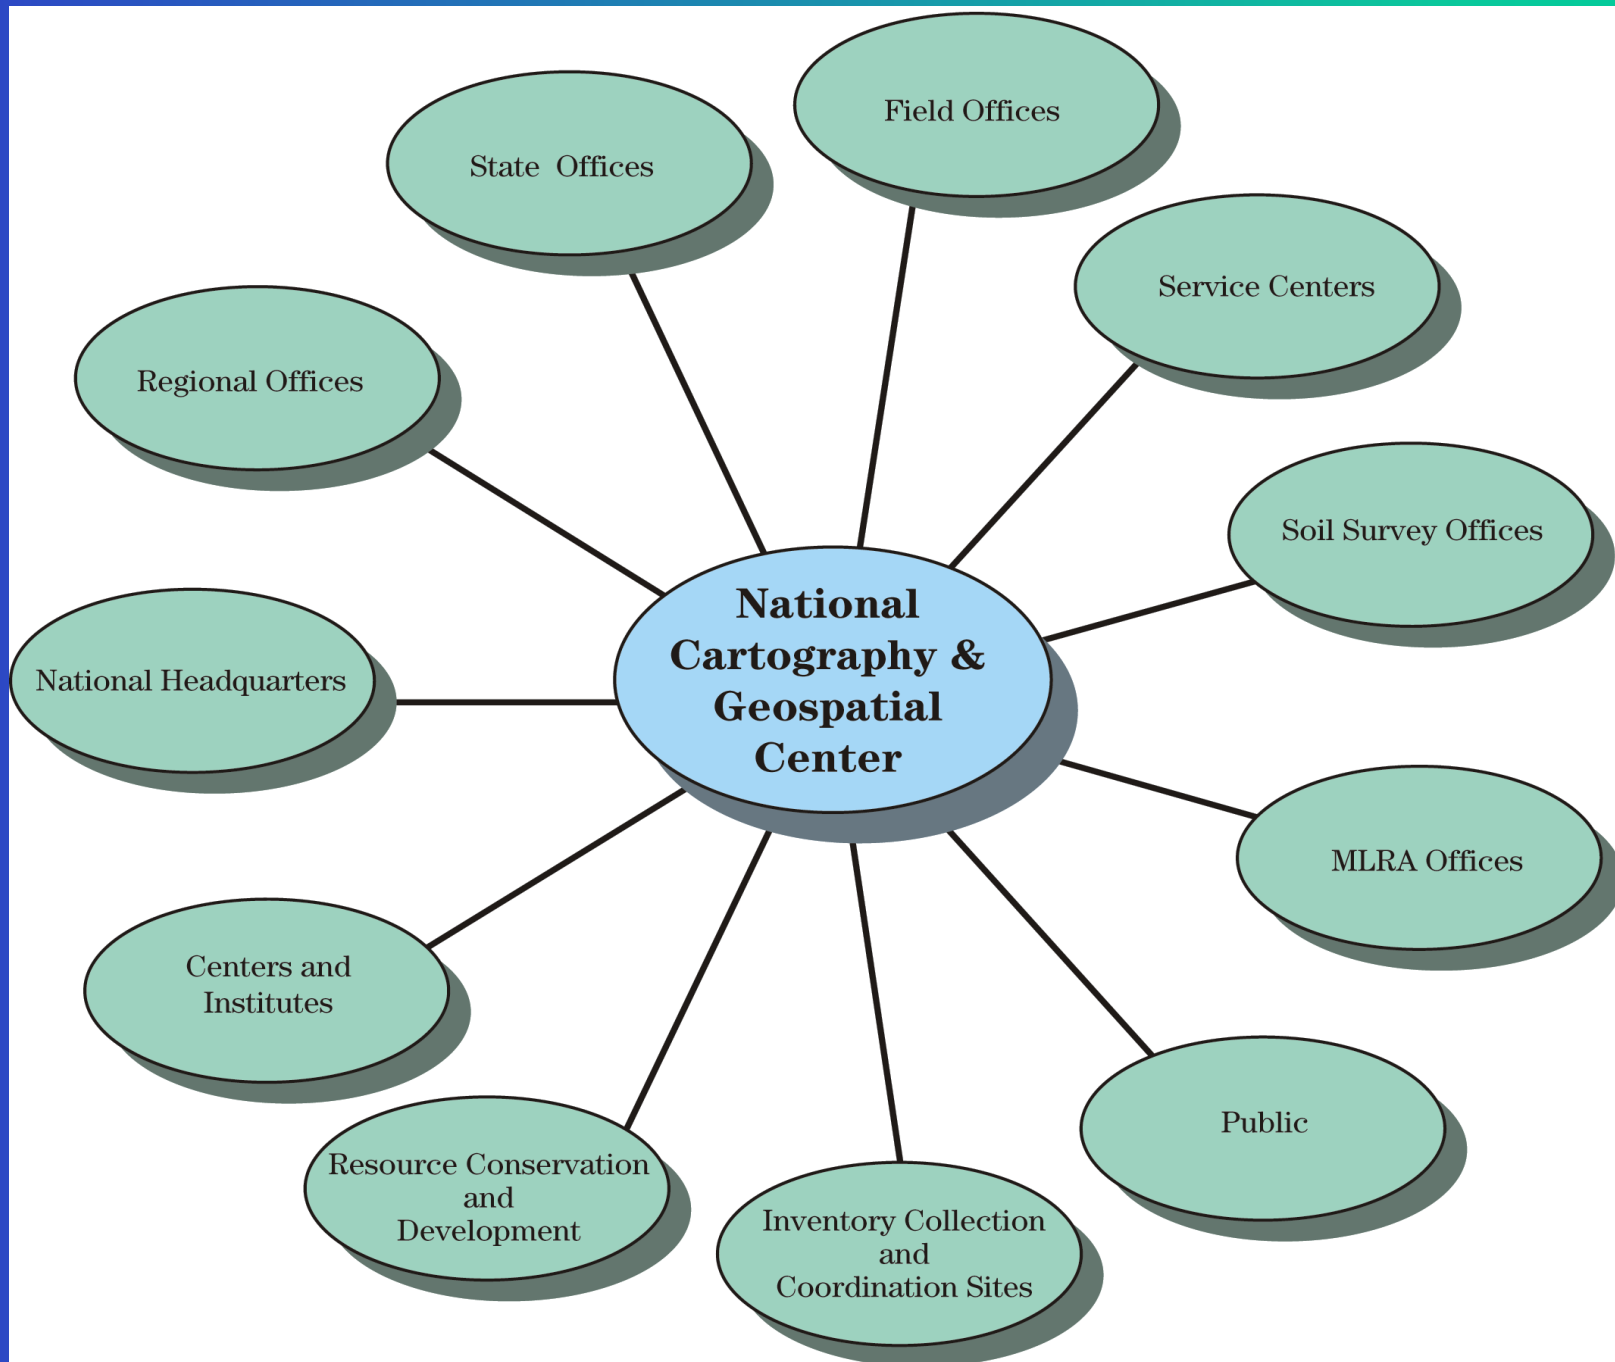 Field Offices
State Offices
Service Centers
Regional Offices
Soil Survey Offices
National
Cartography &
Geospatial
Center
National Headquarters
MLRA Offices
Centers and
Institutes
Public
Resource Conservation
and
Development
Inventory Collection
and
Coordination Sites